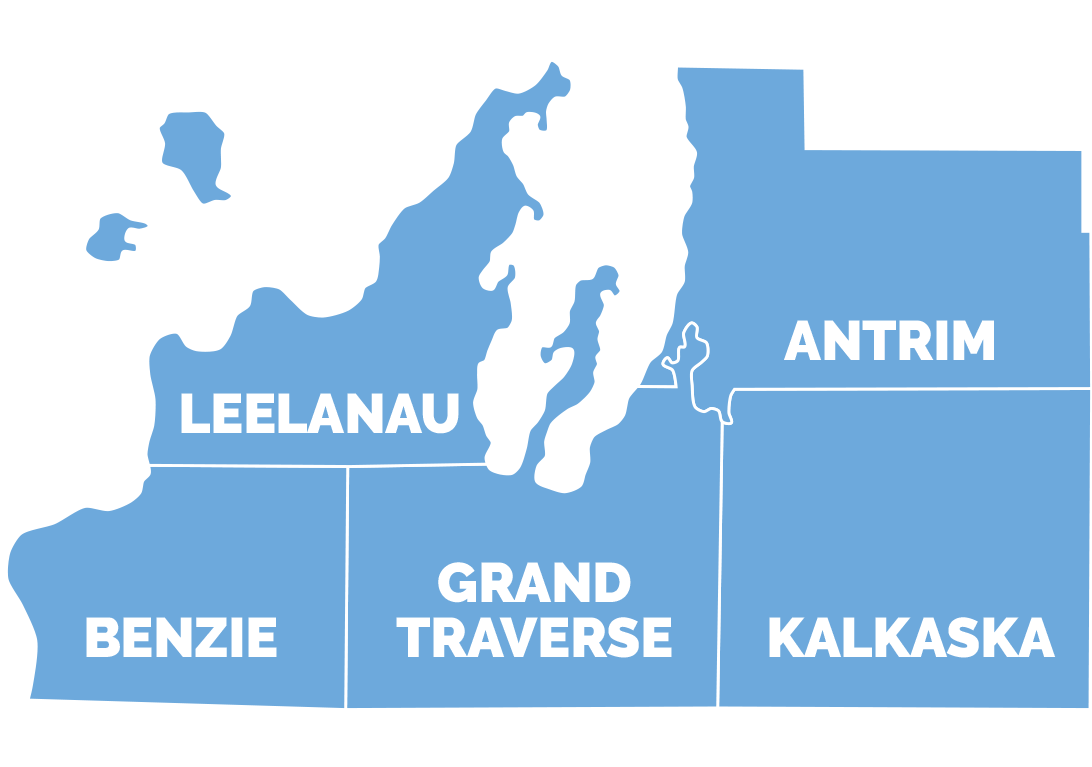 ANTRIM
LEELANAU
GRAND
TRAVERSE
BENZIE
KALKASKA